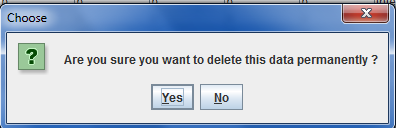 Choose
Are you sure you want to delete this data permanently ?
Yes No